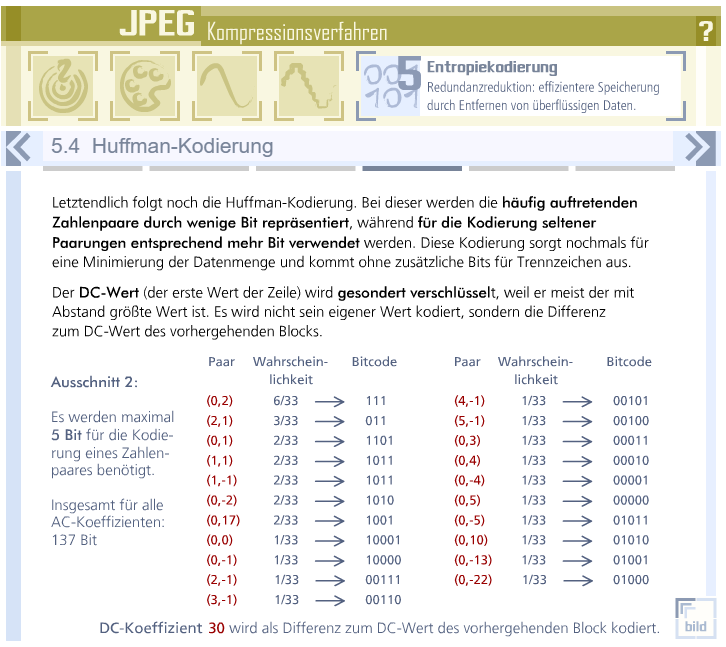 JPEG Kompressionsverfahren ?
5 Entropiekodierung
Redundanzreduktion: effizientere Speicherung
durch Entfernen von überflüssigen Daten.
001
101
5.4 Huffman-Kodierung
Letztendlich folgt noch die Huffman-Kodierung. Bei dieser werden die häufig auftretenden
Zahlenpaare durch wenige Bit repräsentiert, während für die Kodierung seltener
Paarungen entsprechend mehr Bit verwendet werden. Diese Kodierung sorgt nochmals für
eine Minimierung der Datenmenge und kommt ohne zusätzliche Bits für Trennzeichen aus.
Der DC-Wert (der erste Wert der Zeile) wird gesondert verschlüsselt, weil er meist der mit
Abstand größte Wert ist. Es wird nicht sein eigener Wert kodiert, sondern die Differenz
zum DC-Wert des vorhergehenden Blocks.
Ausschnitt 2:
Es werden maximal
5 Bit für die Kodie-
rung eines Zahlen-
paares benötigt.
Insgesamt für alle
AC-Koeffizienten:
137 Bit
Paar Wahrschein- Bitcode
lichkeit
(0,2) 6/33 → 111
(2,1) 3/33 → 011
(0,1) 2/33 → 1101
(1,1) 2/33 → 1011
(1,-1) 2/33 → 1011
(0,-2) 2/33 → 1010
(0,17) 2/33 → 1001
(0,0) 1/33 → 10001
(0,-1) 1/33 → 10000
(2,-1) 1/33 → 00111
(3,-1) 1/33 → 00110
Paar Wahrschein- Bitcode
lichkeit
(4,-1) 1/33 → 00101
(5,-1) 1/33 → 00100
(0,3) 1/33 → 00011
(0,4) 1/33 → 00010
(0,-4) 1/33 → 00001
(0,5) 1/33 → 00000
(0,-5) 1/33 → 01011
(0,10) 1/33 → 01010
(0,-13) 1/33 → 01001
(0,-22) 1/33 → 01000
DC-Koeffizient 30 wird als Differenz zum DC-Wert des vorhergehenden Block kodiert.
bild